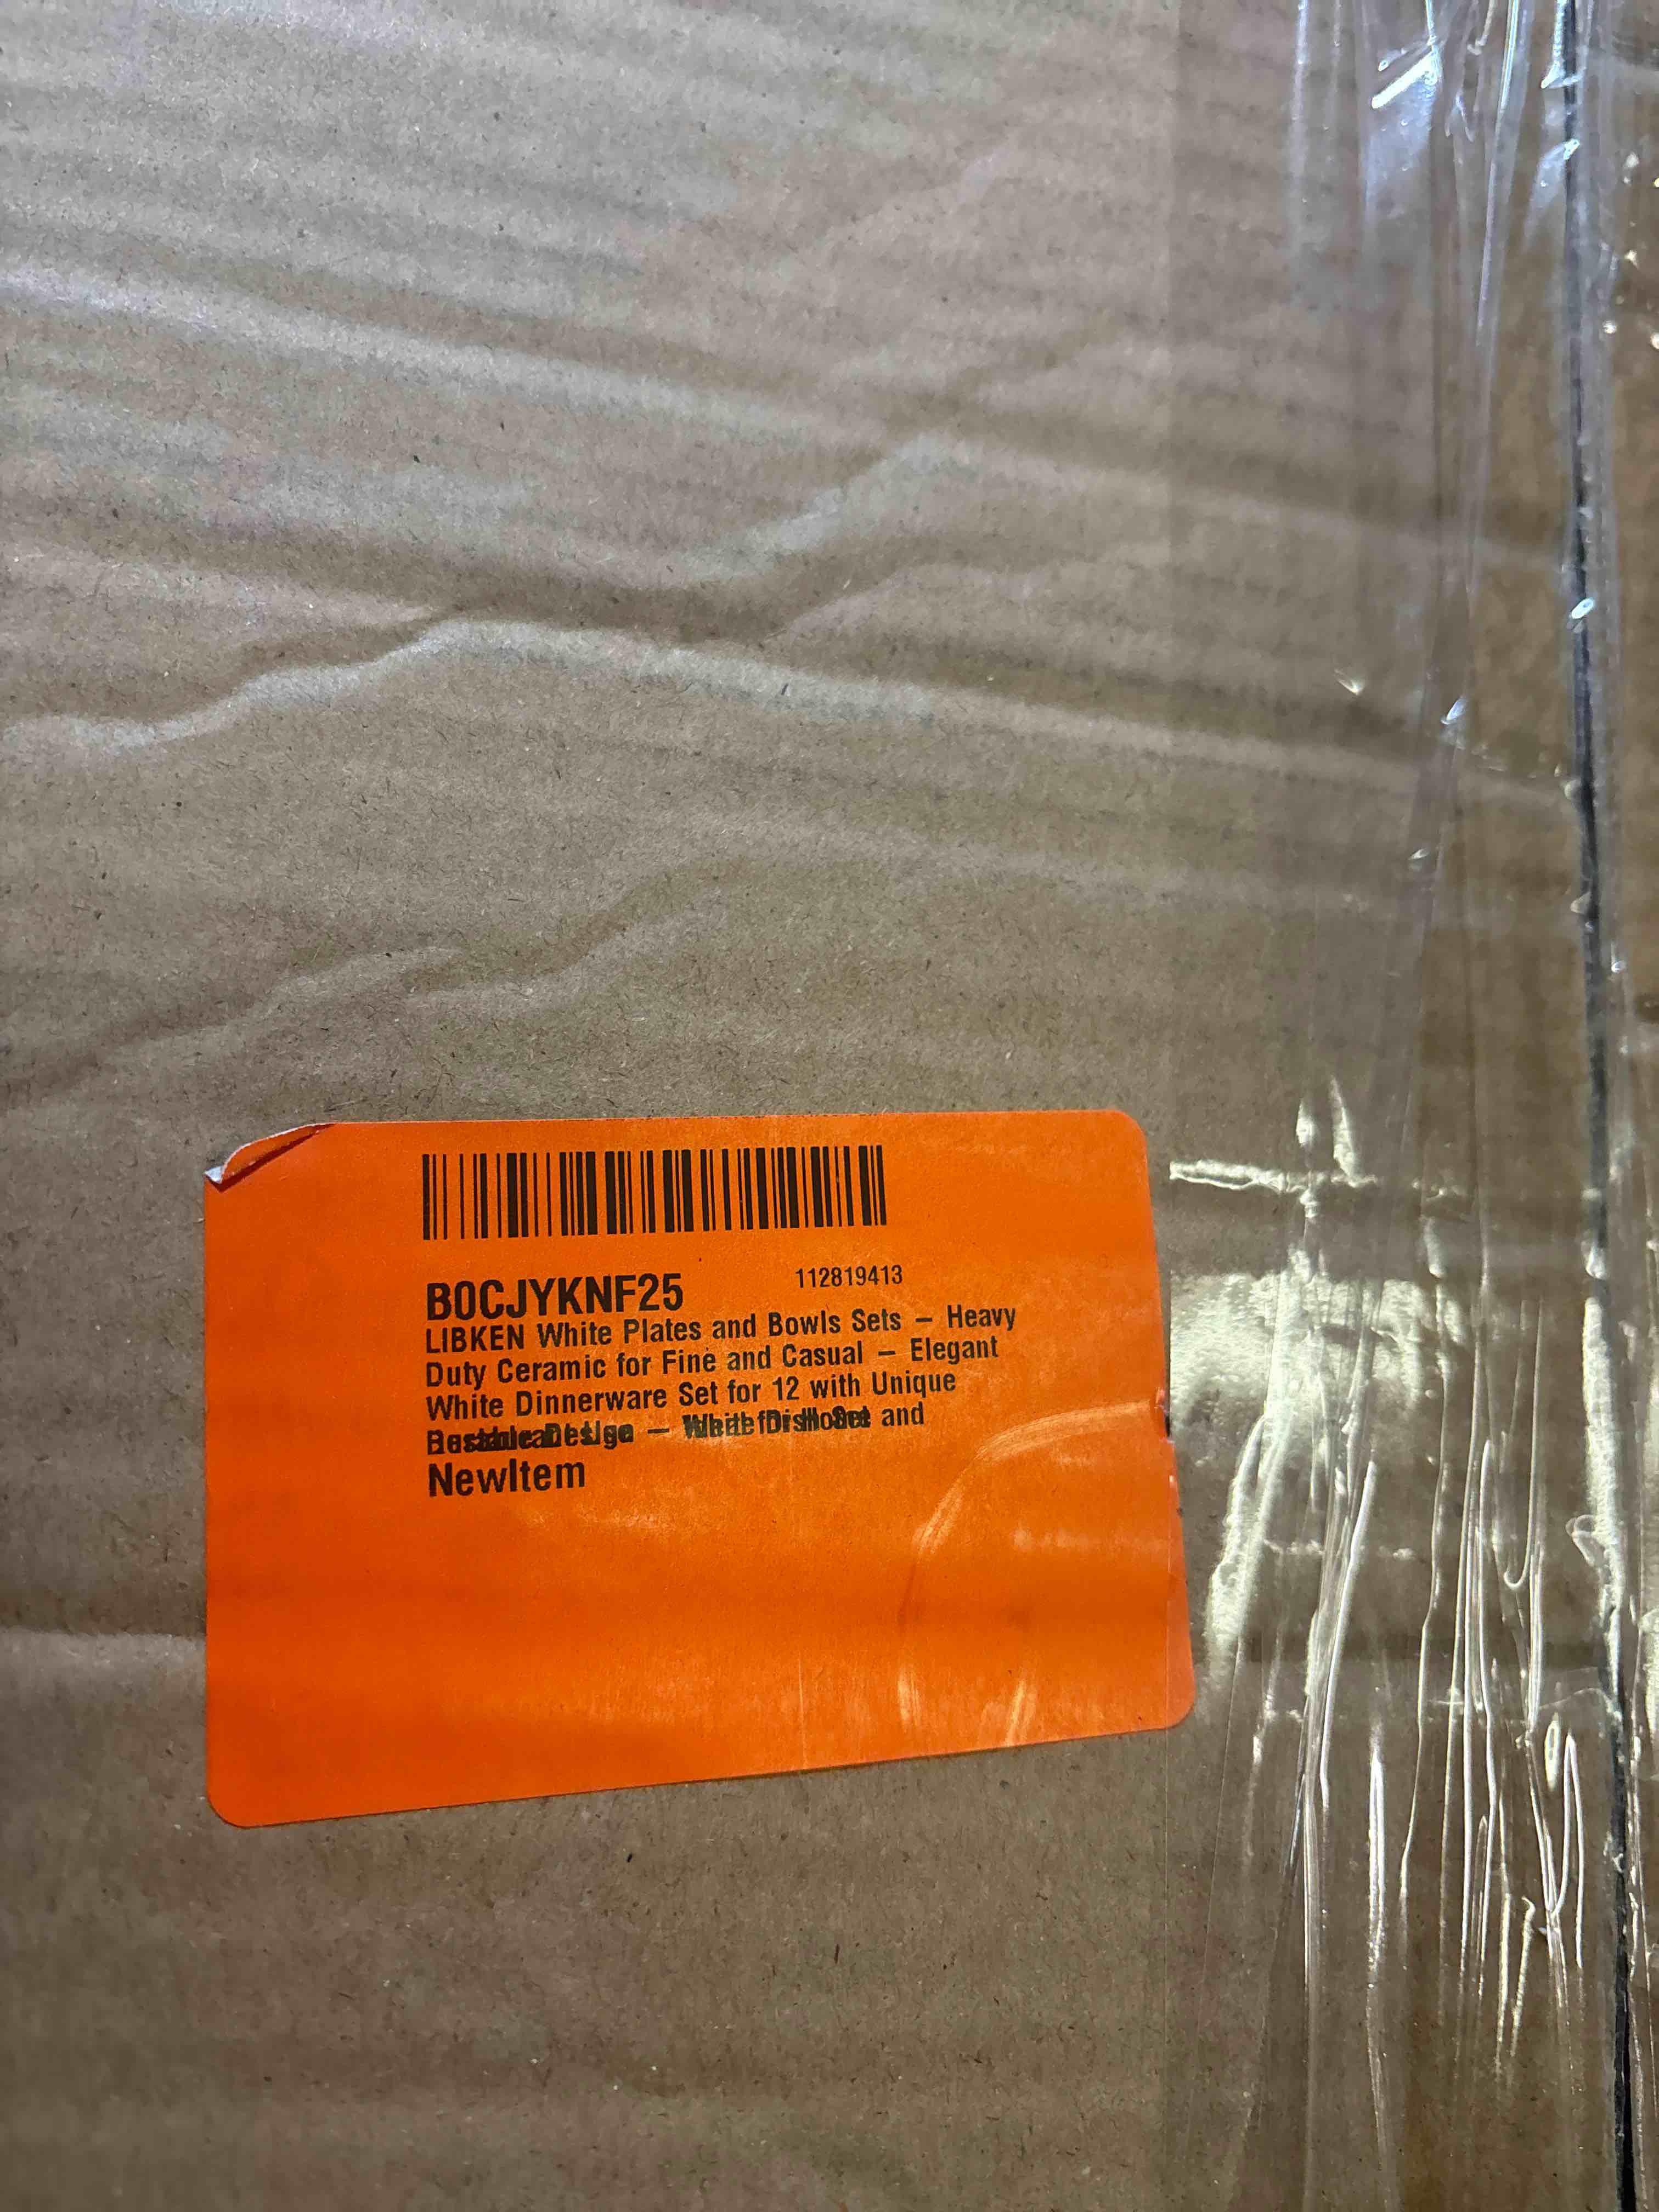 B0CJYKNF25 112819413
LIBKEN White Plates and Bowls Sets – Heavy
Duty Ceramic for Fine and Casual – Elegant
White Dinnerware Set for 12 with Unique
– and
NewItem